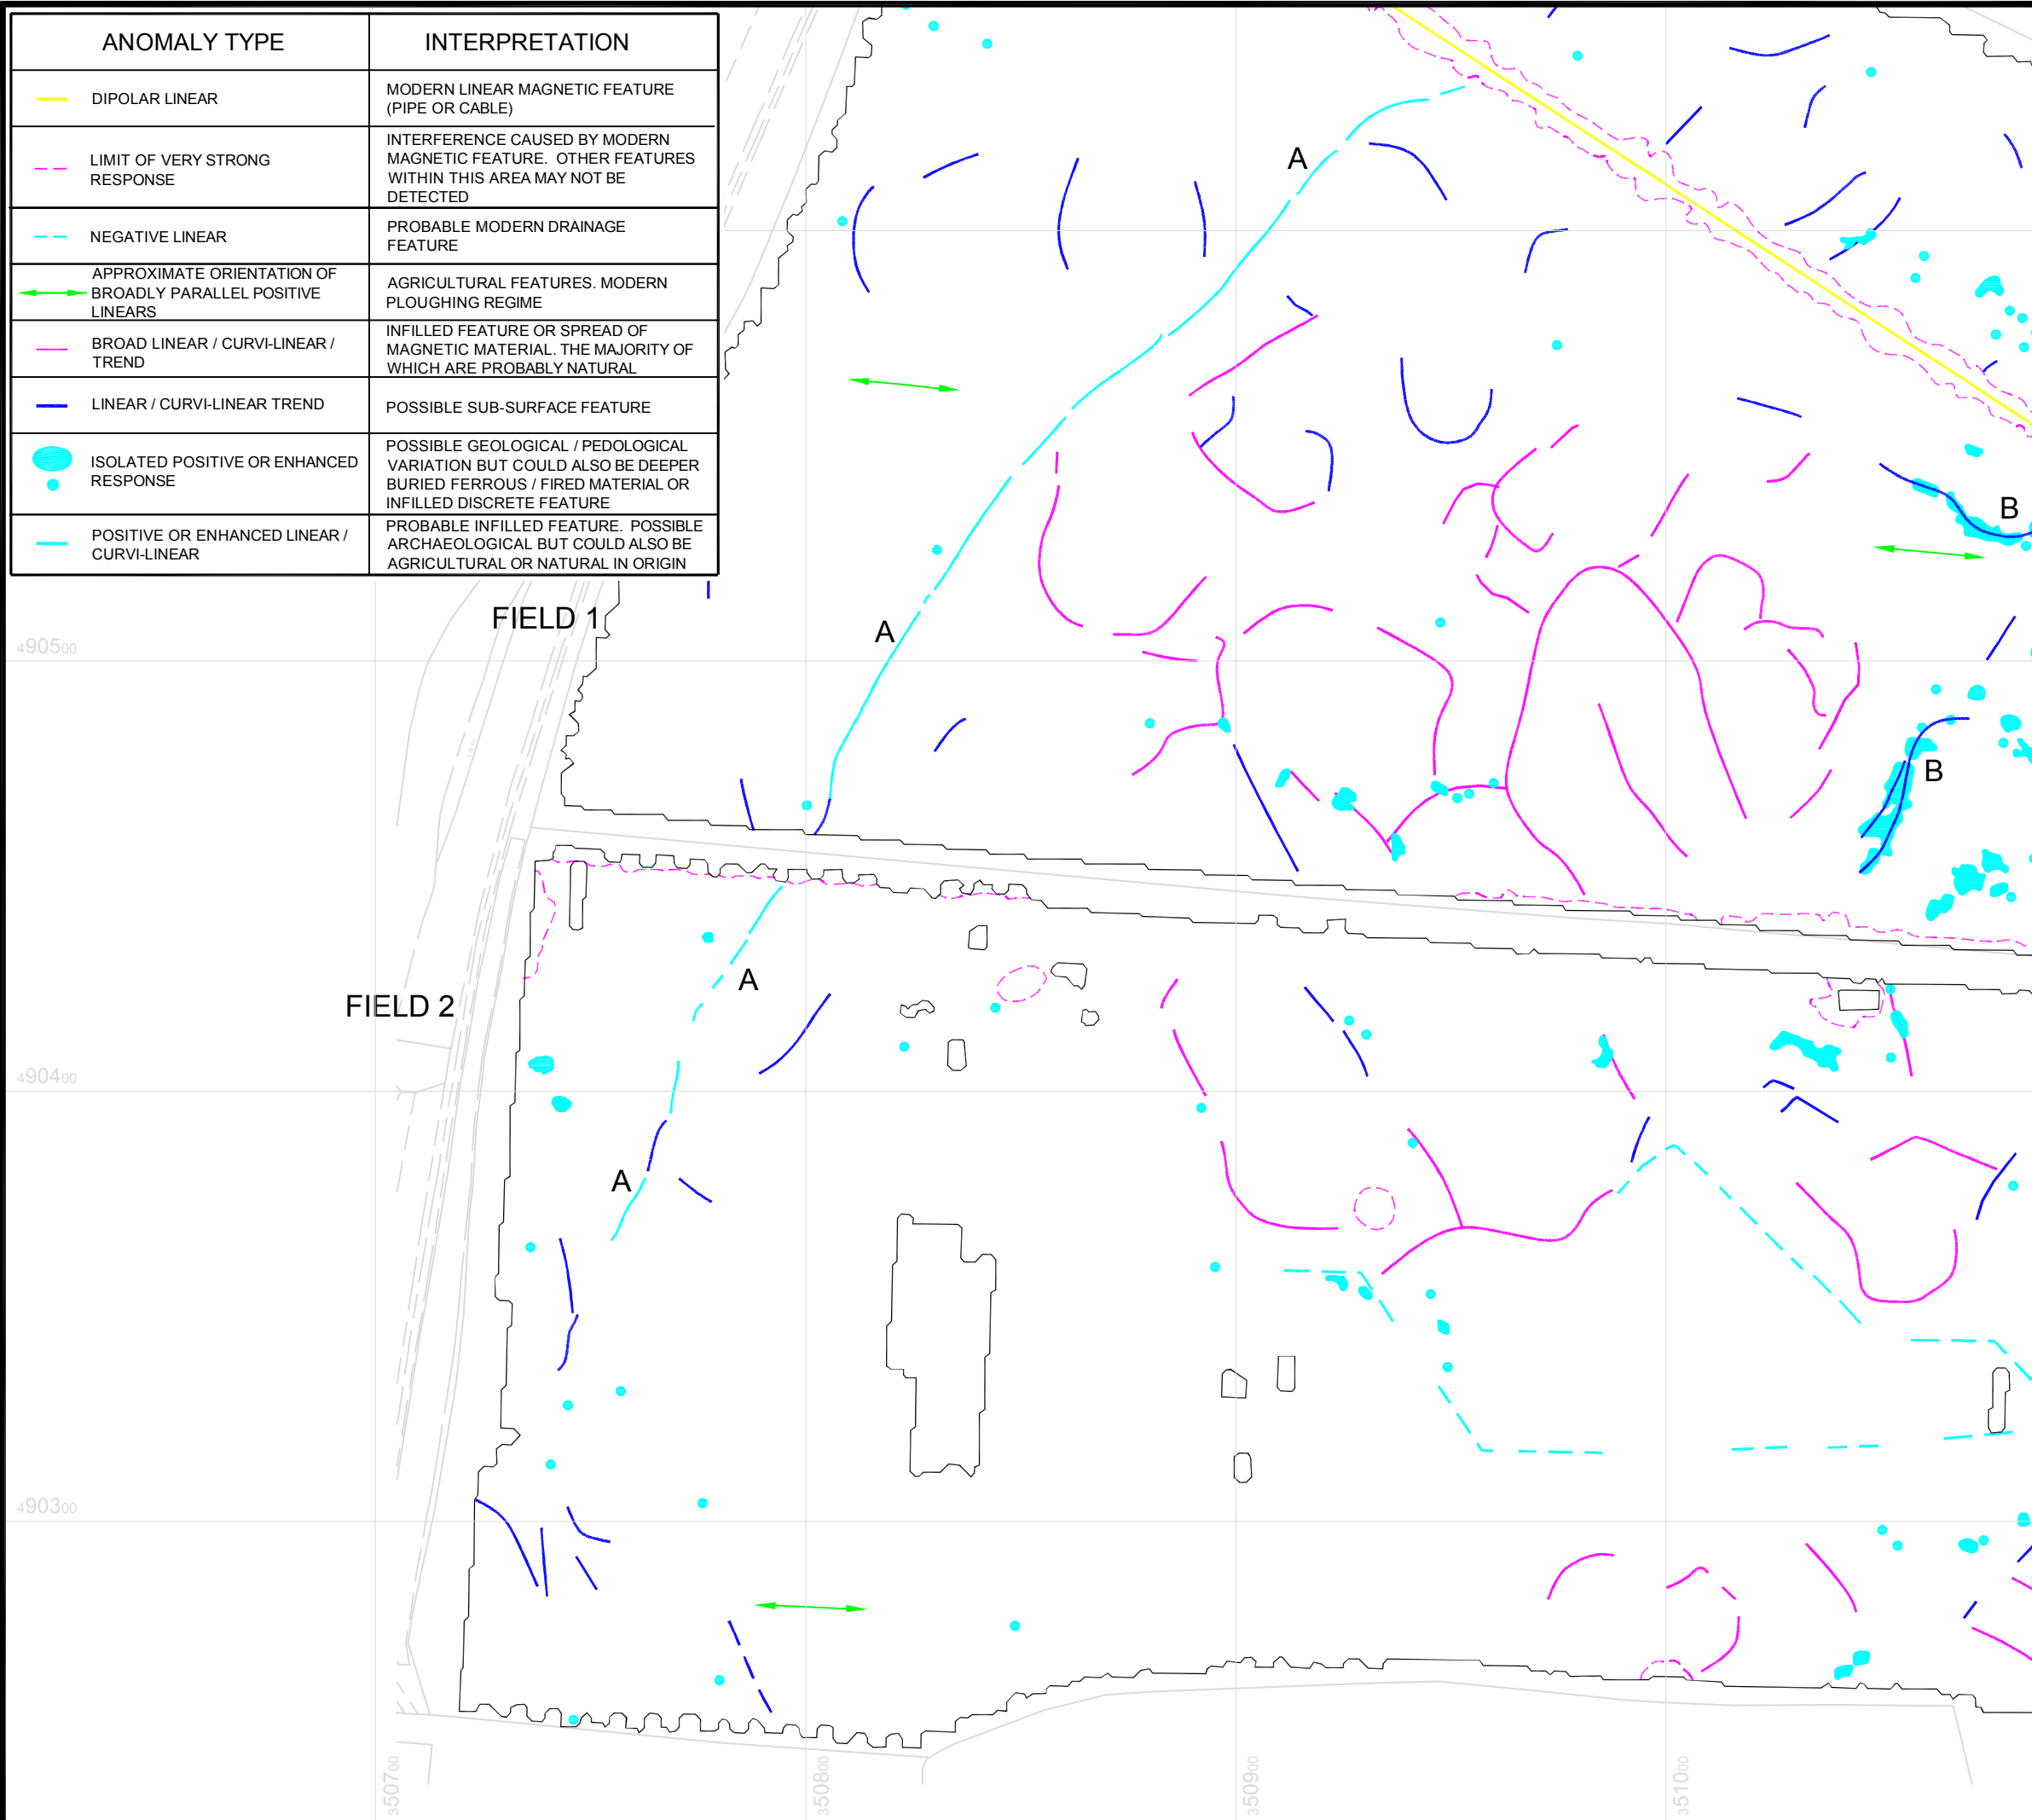 ANOMALY TYPE
INTERPRETATION
DIPOLAR LINEAR
MODERN LINEAR MAGNETIC FEATURE
(PIPE OR CABLE)
LIMIT OF VERY STRONG
RESPONSE
INTERFERENCE CAUSED BY MODERN
MAGNETIC FEATURE.  OTHER FEATURES
WITHIN THIS AREA MAY NOT BE
DETECTED
NEGATIVE LINEAR
PROBABLE MODERN DRAINAGE
FEATURE
APPROXIMATE ORIENTATION OF
BROADLY PARALLEL POSITIVE
LINEARS
AGRICULTURAL FEATURES. MODERN
PLOUGHING REGIME
BROAD LINEAR / CURVI-LINEAR /
TREND
INFILLED FEATURE OR SPREAD OF
MAGNETIC MATERIAL. THE MAJORITY OF
WHICH ARE PROBABLY NATURAL
LINEAR / CURVI-LINEAR TREND
POSSIBLE SUB-SURFACE FEATURE
ISOLATED POSITIVE OR ENHANCED
RESPONSE
POSSIBLE GEOLOGICAL / PEDOLOGICAL
VARIATION BUT COULD ALSO BE DEEPER
BURIED FERROUS / FIRED MATERIAL OR
INFILLED DISCRETE FEATURE
POSITIVE OR ENHANCED LINEAR /
CURVI-LINEAR
PROBABLE INFILLED FEATURE.  POSSIBLE
ARCHAEOLOGICAL BUT COULD ALSO BE
AGRICULTURAL OR NATURAL IN ORIGIN
A
B
FIELD 1
A
490500
B
A
FIELD 2
490400
A
490300
350700
350800
350900
351000